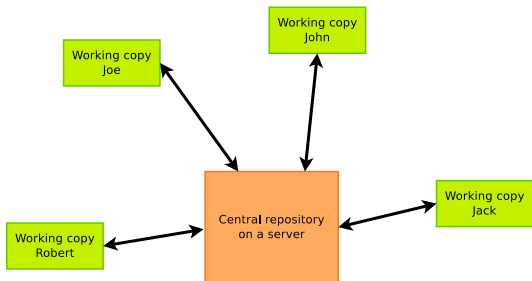 Working copy
John
Working copy
Joe
Working copy
Jack
Central repository
on a server
Working copy
Robert